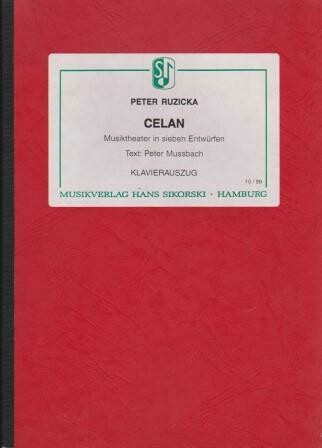 PETER RUZICKA
CELAN
Musiktheater in sieben Entwürfen
Text: Peter Mussbach
KLAVIERAUSZUG
10/99
MUSIKVERLAG HANS SIKORSKI · HAMBURG